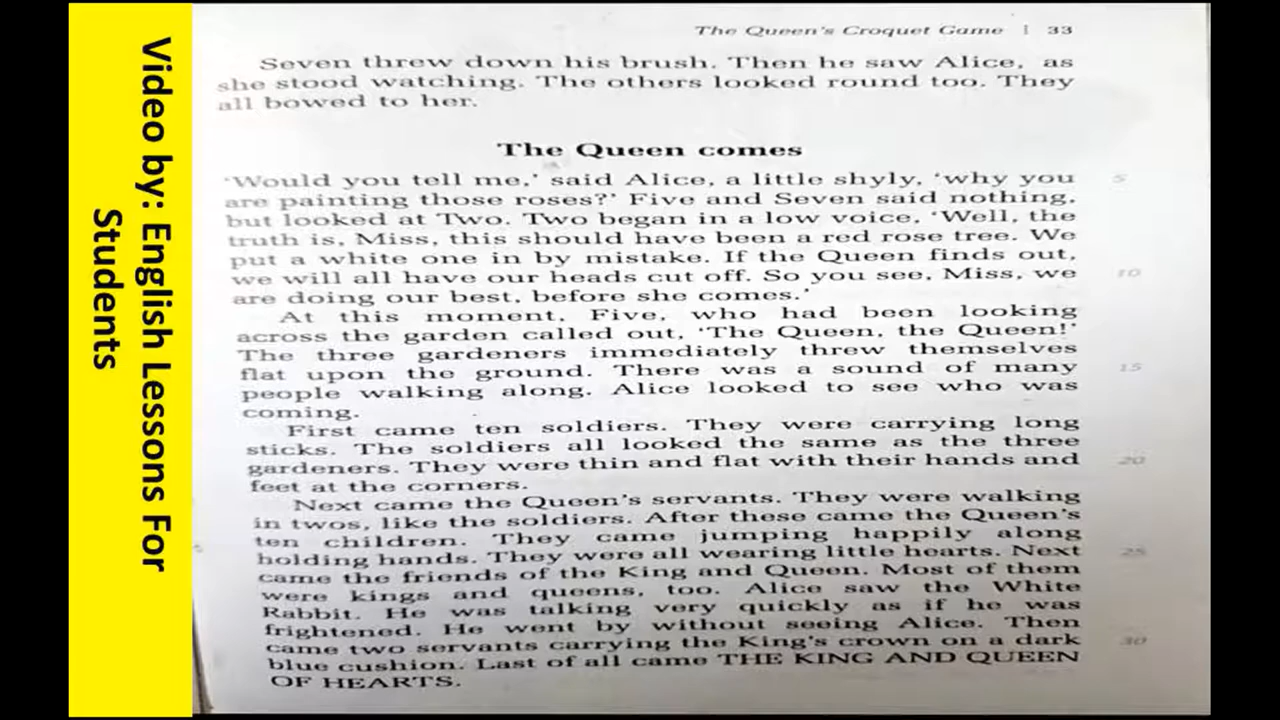 Video by: English Lessons For
Students
The Queen's Croquet Game | 33
Seven threw down his brush. Then he saw Alice, as
she stood watching. The others looked round too. They
all bowed to her.
The Queen comes
'Would you tell me,' said Alice, a little shyly, 'why you
are painting those roses?' Five and Seven said nothing,
but looked at Two. Two began in a low voice, 'Well, the
truth is, Miss, this should have been a red rose tree. We
put a white one in by mistake. If the Queen finds out,
we will all have our heads cut off. So you see, Miss, we
are doing our best, before she comes.'
At this moment, Five, who had been looking
across the garden called out, 'The Queen, the Queen!'
The three gardeners immediately threw themselves
flat upon the ground. There was a sound of many
people walking along. Alice looked to see who was
coming.
First came ten soldiers. They were carrying long
sticks. The soldiers all looked the same as the three
gardeners. They were thin and flat with their hands and
feet at the corners.
Next came the Queen's servants. They were walking
in twos, like the soldiers. After these came the Queen's
ten children. They came jumping happily along
holding hands. They were all wearing little hearts. Next
came the friends of the King and Queen. Most of them
were kings and queens, too. Alice saw the White
Rabbit. He was talking very quickly as if he was
frightened. He went by without seeing Alice. Then
came two servants carrying the King's crown on a dark
blue cushion. Last of all came THE KING AND QUEEN
OF HEARTS.
5
10
15
20
25
30